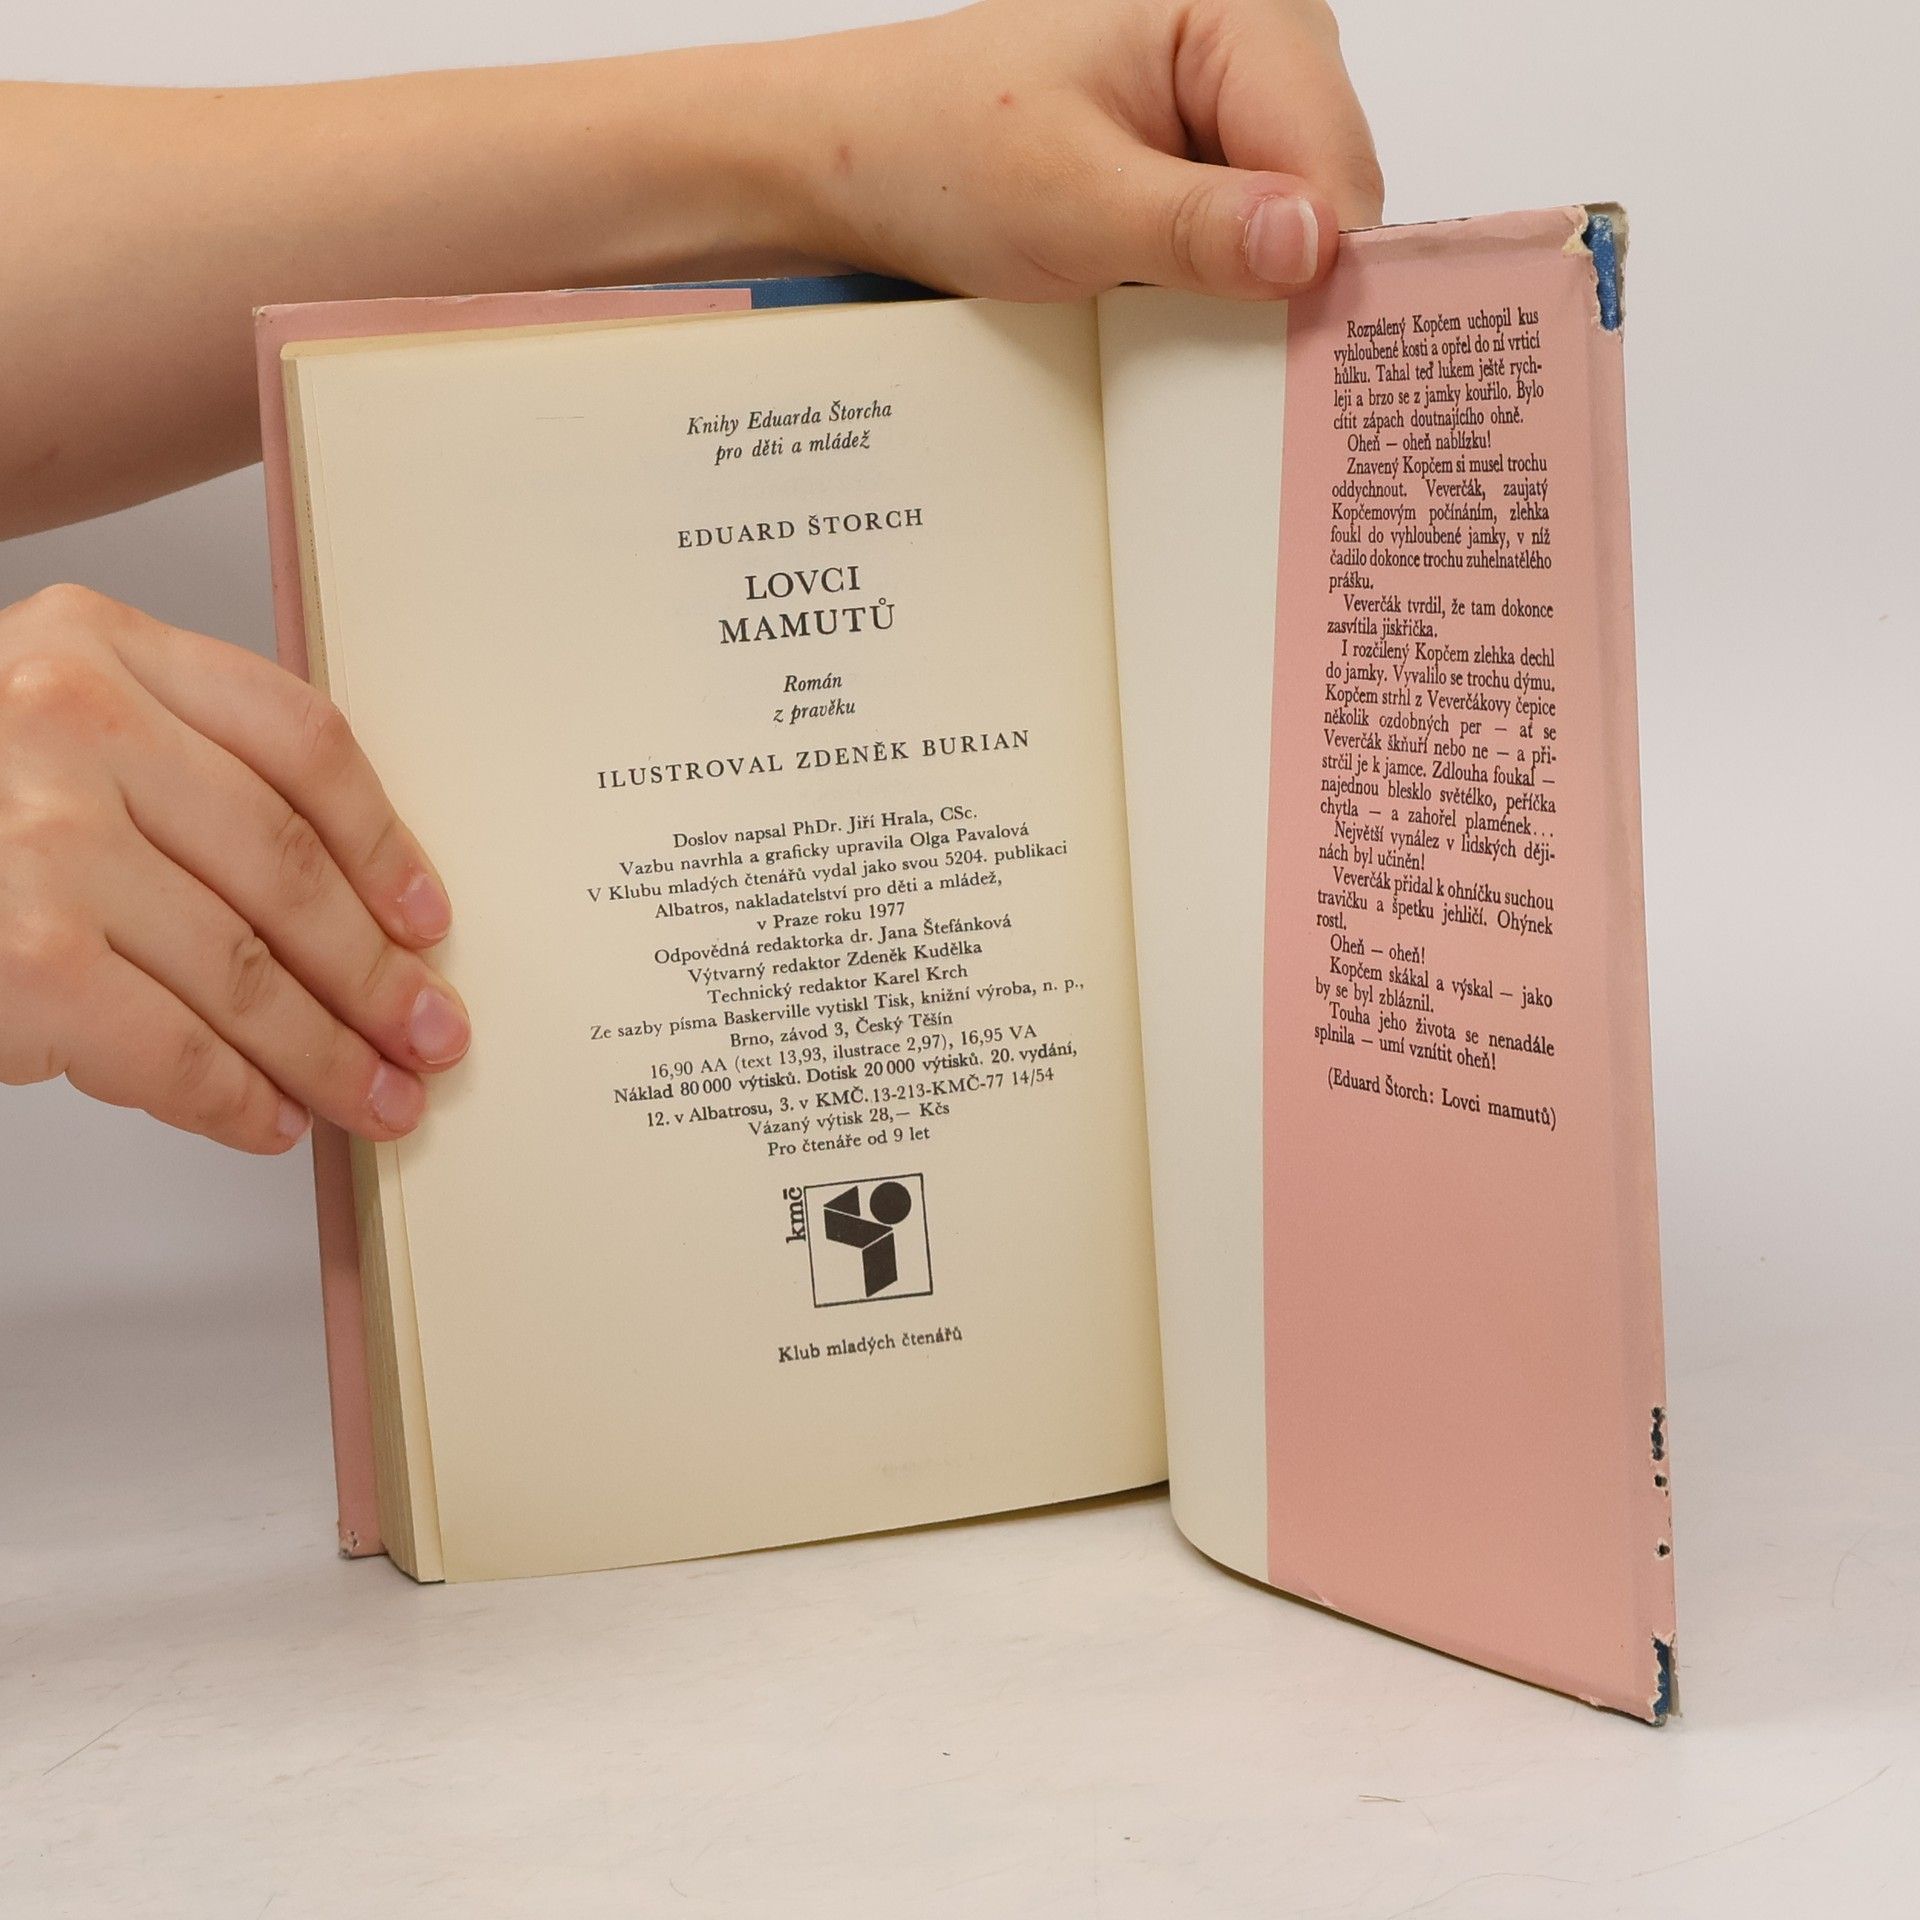 Knihy Eduarda Štorcha
pro děti a mládež
EDUARD ŠTORCH
LOVCI
MAMUTŮ
Román
z pravěku
ILUSTROVAL ZDENĚK BURIAN
Doslov napsal PhDr. Jiří Hrala, CSc.
Vazbu navrhla a graficky upravila Olga Pavalová
V Klubu mladých čtenářů vydal jako svou 5204. publikaci
Albatros, nakladatelství pro děti a mládež,
v Praze roku 1977
Odpovědná redaktorka dr. Jana Štefánková
Výtvarný redaktor Zdeněk Kudělka
Technický redaktor Karel Krch
Ze sazby písma Baskerville vytiskl Tisk, knižní výroba, n. p.,
Brno, závod 3, Český Těšín
16,90 AA (text 13,93, ilustrace 2,97), 16,95 VA
Náklad 80 000 výtisků. Dotisk 20 000 výtisků. 20. vydání,
12. v Albatrosu, 3. v KMČ. 13-213-KMČ-77 14/54
Vázaný výtisk 28,— Kčs
Pro čtenáře od 9 let
kmč
Klub mladých čtenářů
Rozpálený Kopčem uchopil kus
vyhloubené kosti a opřel do ní vrticí
hůlku. Tahal teď lukem ještě rych-
leji a brzo se z jamky kouřilo. Bylo
cítit zápach doutnajícího ohně.
Oheň — oheň nablízku!
Znavený Kopčem si musel trochu
oddychnout. Veverčák, zaujatý
Kopčemovým počínáním, zlehka
foukl do vyhloubené jamky, v níž
čadilo dokonce trochu zuhelnatělého
prášku.
Veverčák tvrdil, že tam dokonce
zasvítila jiskřička.
I rozčilený Kopčem zlehka dechl
do jamky. Vyvalilo se trochu dýmu.
Kopčem strhl z Veverčákovy čepice
několik ozdobných per — ať se
Veverčák škňuří nebo ne — a při-
strčil je k jamce. Zdlouha foukal —
najednou blesklo světélko, peříčka
chytla — a zahořel plamének...
Největší vynález v lidských ději-
nách byl učiněn!
Veverčák přidal k ohníčku suchou
travičku a špetku jehličí. Ohýnek
rostl.
Oheň — oheň!
Kopčem skákal a výskal — jako
by se byl zbláznil.
Touha jeho života se nenadále
splnila — umí vznítit oheň!
(Eduard Štorch: Lovci mamutů)